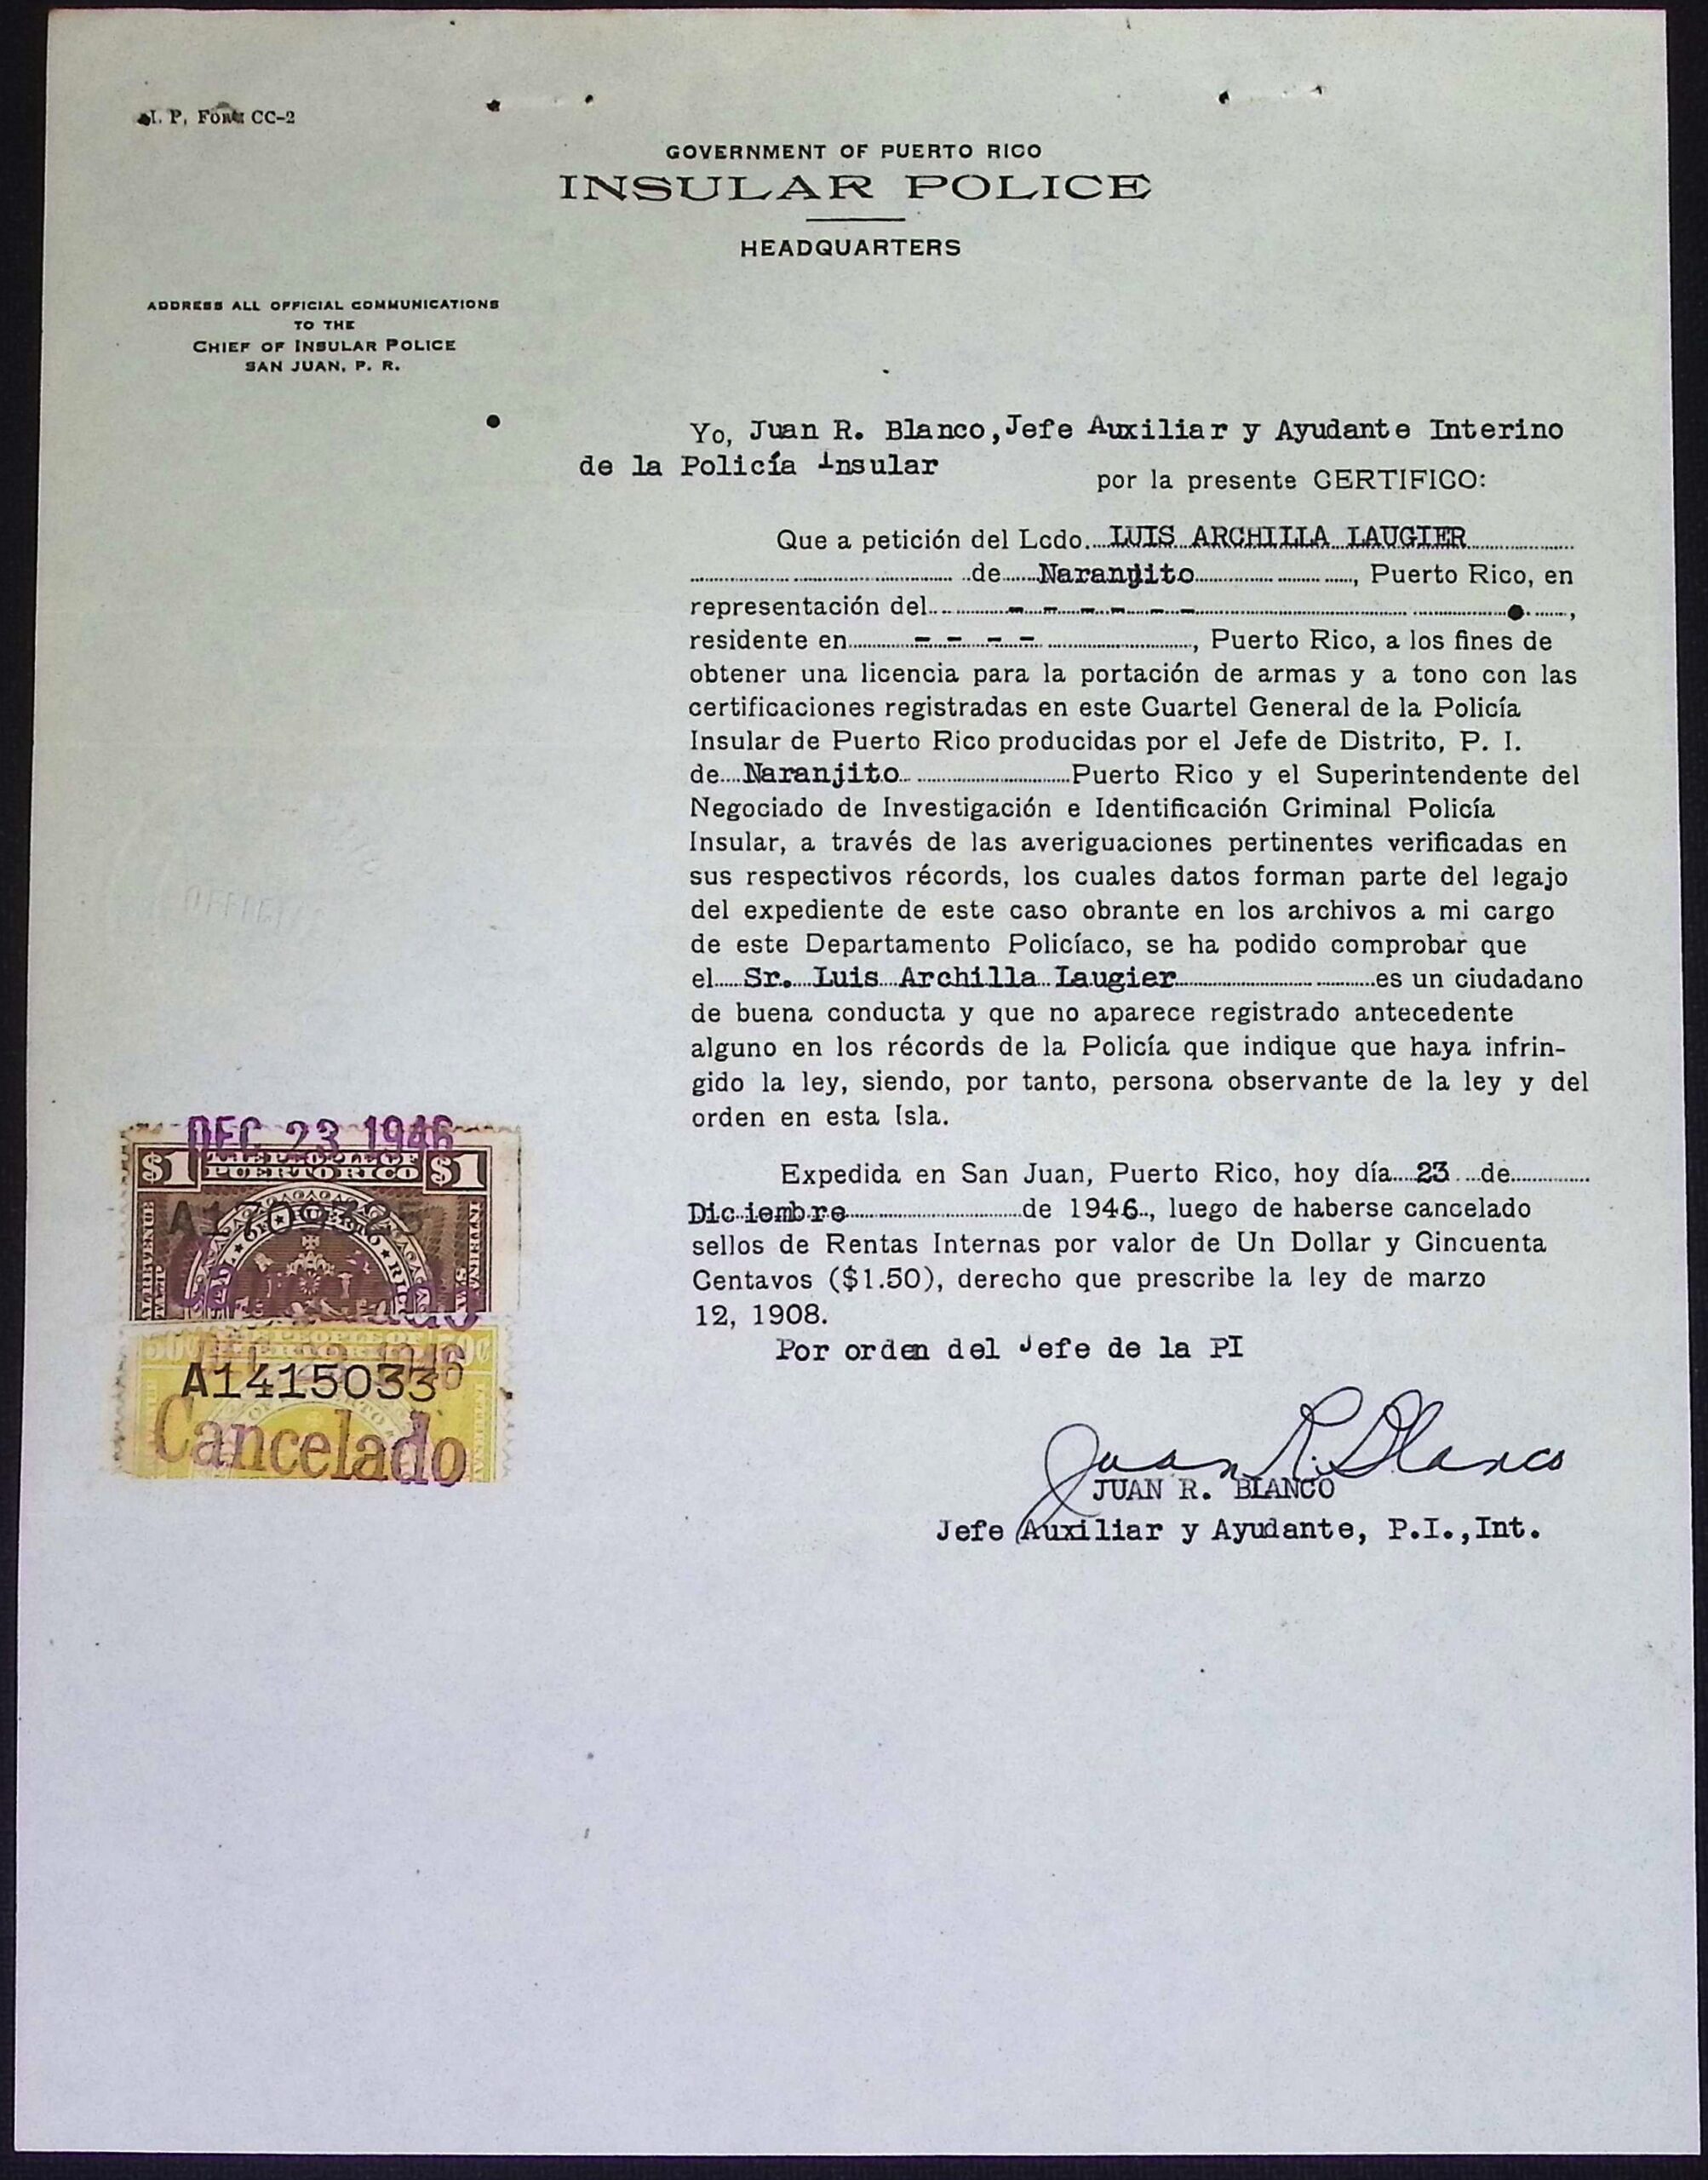 I. P. Form CC-2
GOVERNMENT OF PUERTO RICO
INSULAR POLICE
HEADQUARTERS
ADDRESS ALL OFFICIAL COMMUNICATIONS
TO THE
CHIEF OF INSULAR POLICE
SAN JUAN, P. R.
Yo, Juan R. Blanco, Jefe Auxiliar y Ayudante Interino
de la Policía Insular
por la presente CERTIFICO:
Que a petición del Lcdo. LUIS ARCHILLA LAUGIER
de Naranjito, Puerto Rico, en
representación del - - - - - -,
residente en - - - -, Puerto Rico, a los fines de
obtener una licencia para la portación de armas y a tono con las
certificaciones registradas en este Cuartel General de la Policía
Insular de Puerto Rico producidas por el Jefe de Distrito, P. I.
de Naranjito Puerto Rico y el Superintendente del
Negociado de Investigación e Identificación Criminal Policía
Insular, a través de las averiguaciones pertinentes verificadas en
sus respectivos récords, los cuales datos forman parte del legajo
del expediente de este caso obrante en los archivos a mi cargo
de este Departamento Policíaco, se ha podido comprobar que
el Sr. Luis Archilla Laugier es un ciudadano
de buena conducta y que no aparece registrado antecedente
alguno en los récords de la Policía que indique que haya infrin-
gido la ley, siendo, por tanto, persona observante de la ley y del
orden en esta Isla.
Expedida en San Juan, Puerto Rico, hoy día 23 de
Diciembre de 1946, luego de haberse cancelado
sellos de Rentas Internas por valor de Un Dollar y Cincuenta
Centavos ($1.50), derecho que prescribe la ley de marzo
12, 1908.
Por orden del Jefe de la PI
Juan R. Blanco
JUAN R. BLANCO
Jefe Auxiliar y Ayudante, P.I.,Int.
DEC 23 1946
$1 THE PEOPLE OF $1
PUERTO RICO
Cancelado
50¢ THE PEOPLE OF 50¢
PUERTO RICO
1946
A1415033
Cancelado